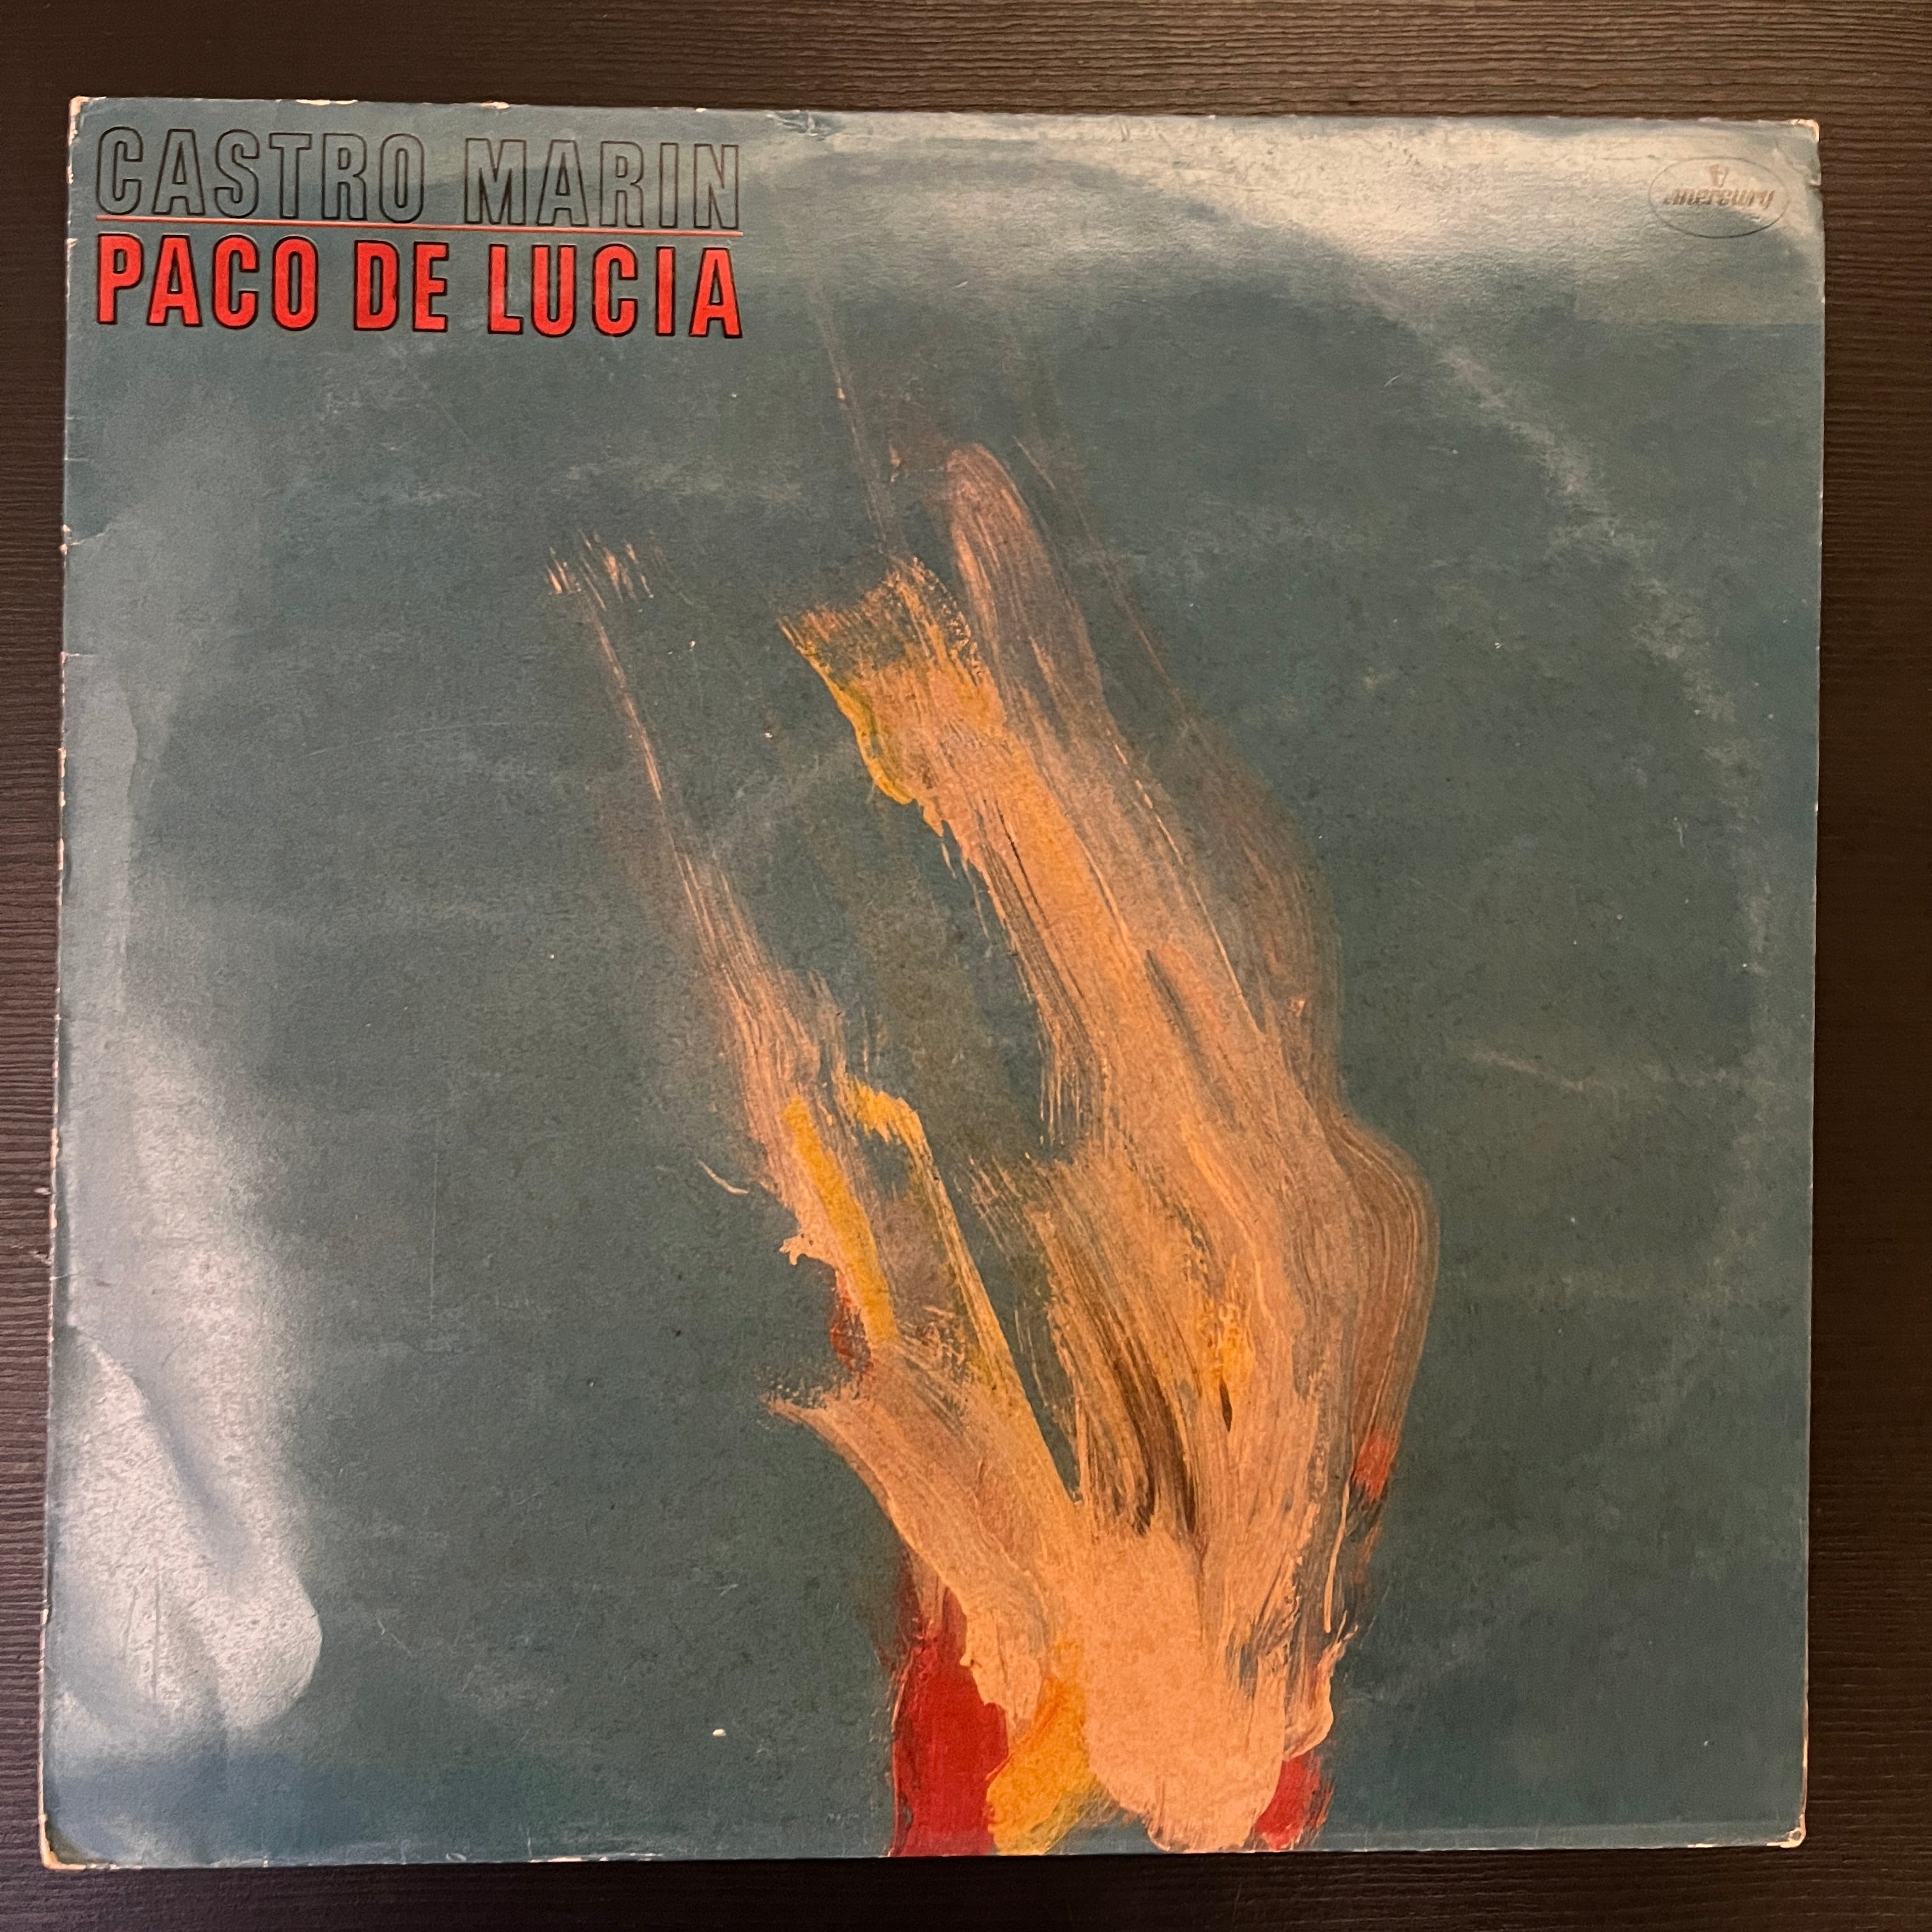 CASTRO MARIN
PACO DE LUCIA
mercury